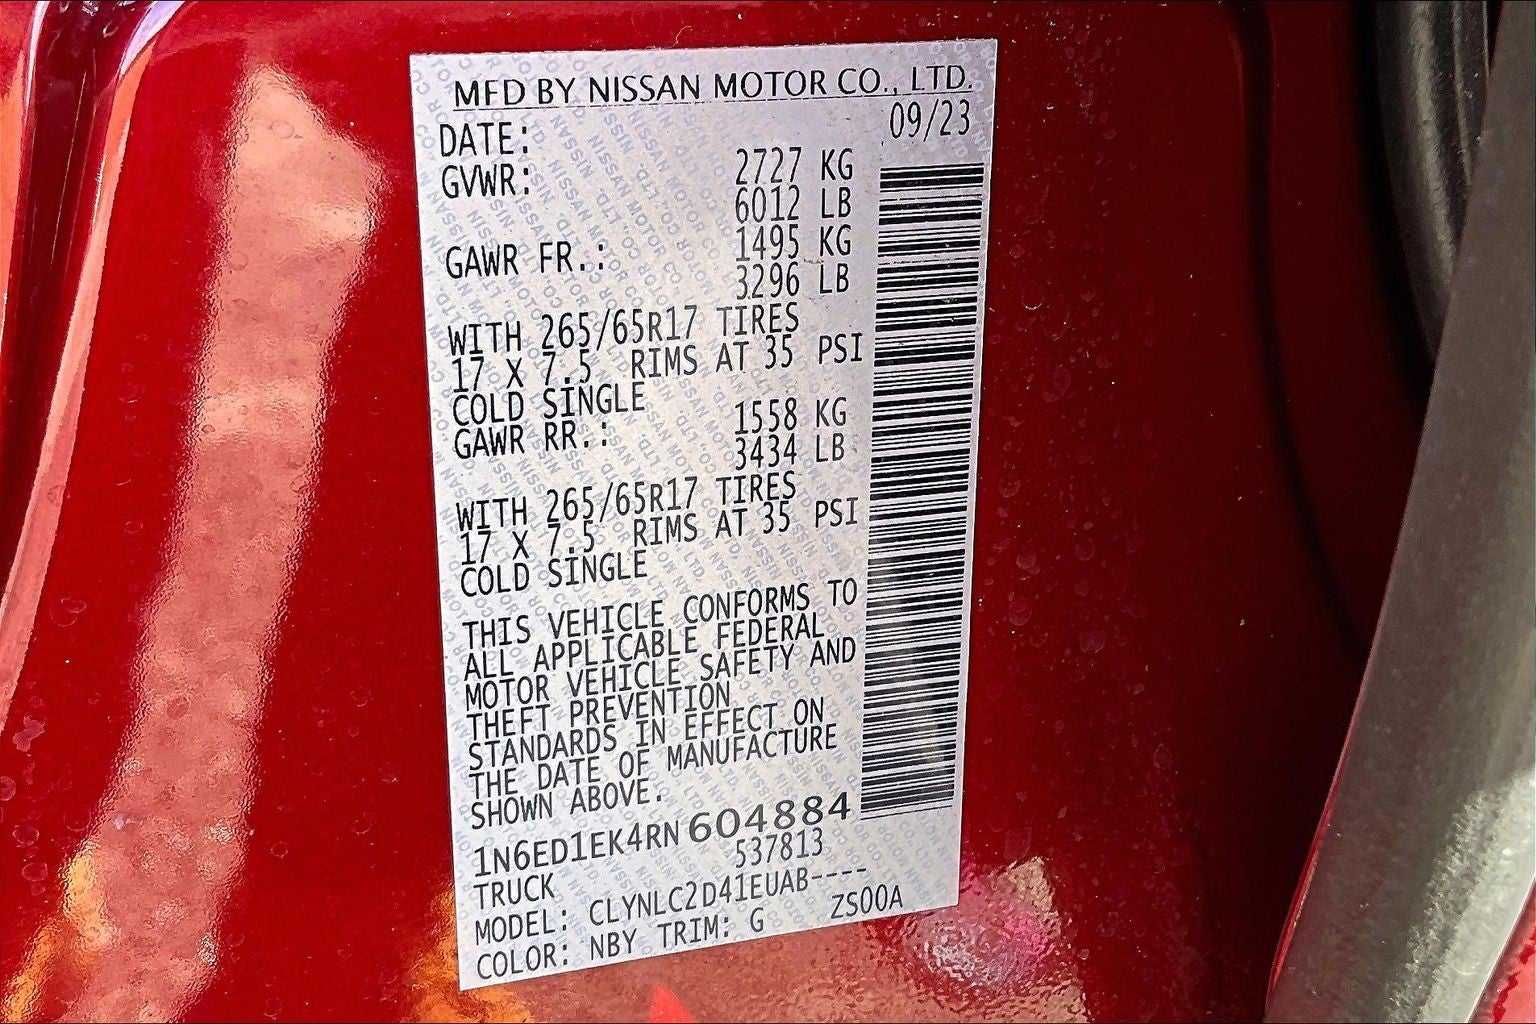 MFD BY NISSAN MOTOR CO., LTD.
DATE: 09/23
GVWR: 2727 KG
6012 LB
GAWR FR.: 1495 KG
3296 LB
WITH 265/65R17 TIRES
17 X 7.5 RIMS AT 35 PSI
COLD SINGLE
GAWR RR.: 1558 KG
3434 LB
WITH 265/65R17 TIRES
17 X 7.5 RIMS AT 35 PSI
COLD SINGLE
THIS VEHICLE CONFORMS TO
ALL APPLICABLE FEDERAL
MOTOR VEHICLE SAFETY AND
THEFT PREVENTION
STANDARDS IN EFFECT ON
THE DATE OF MANUFACTURE
SHOWN ABOVE.
1N6ED1EK4RN604884
TRUCK 537813
MODEL: CLYNLC2D41EUAB----
COLOR: NBY TRIM: G ZS00A